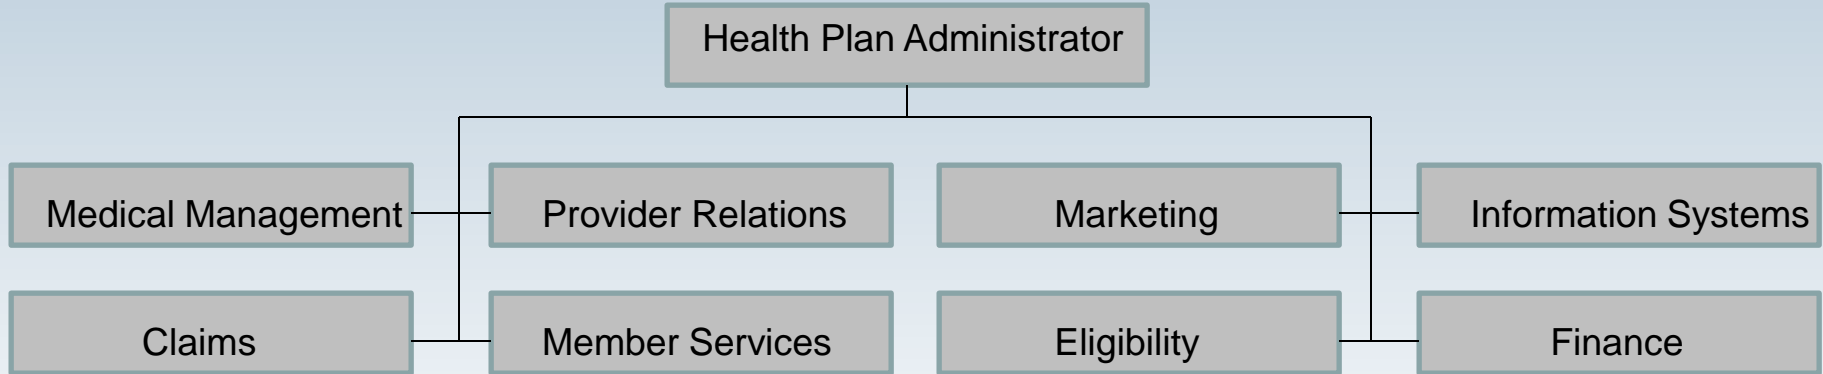 Health Plan Administrator
Medical Management
Provider Relations
Marketing
Information Systems
Claims
Member Services
Eligibility
Finance